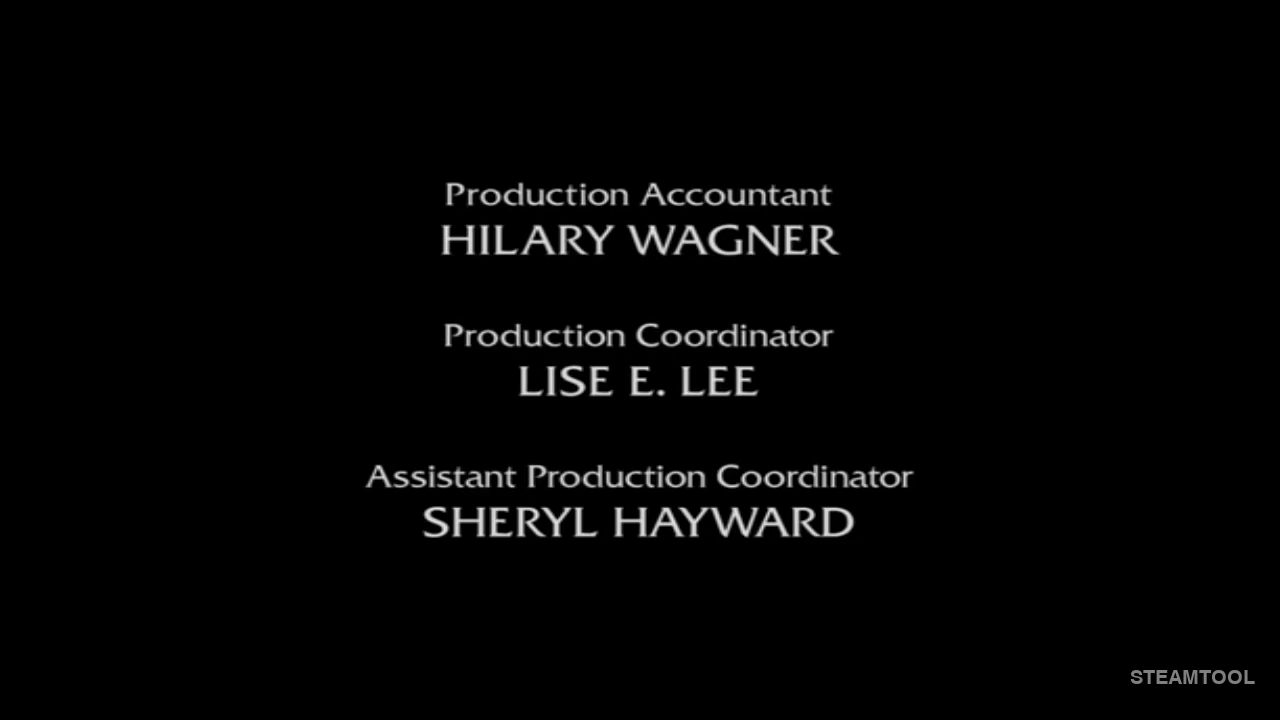 Production Accountant
HILARY WAGNER
Production Coordinator
LISE E. LEE
Assistant Production Coordinator
SHERYL HAYWARD
STEAMTOOL